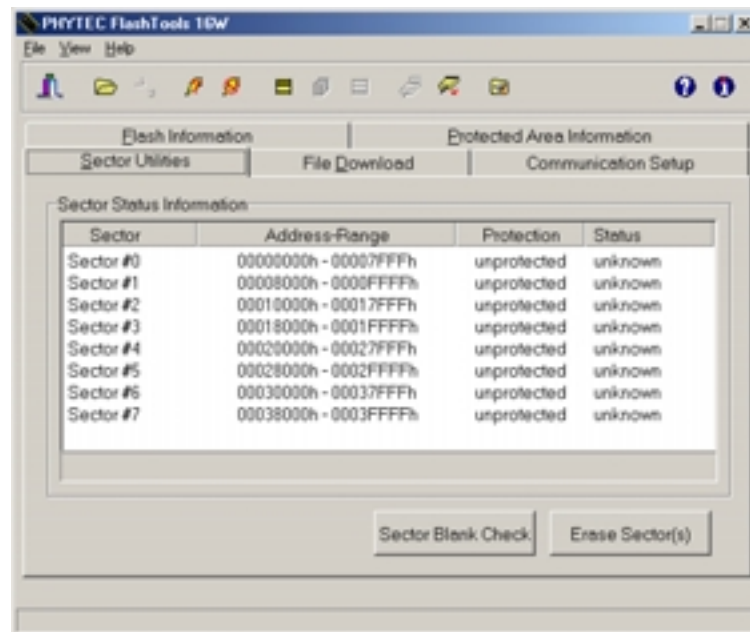 PHYTEC FlashTools 16W
File View Help
Flash Information Protected Area Information
Sector Utilities File Download Communication Setup
Sector Status Information
Sector Address-Range Protection Status
Sector #0 00000000h - 00007FFFh unprotected unknown
Sector #1 00008000h - 0000FFFFh unprotected unknown
Sector #2 00010000h - 00017FFFh unprotected unknown
Sector #3 00018000h - 0001FFFFh unprotected unknown
Sector #4 00020000h - 00027FFFh unprotected unknown
Sector #5 00028000h - 0002FFFFh unprotected unknown
Sector #6 00030000h - 00037FFFh unprotected unknown
Sector #7 00038000h - 0003FFFFh unprotected unknown
Sector Blank Check Erase Sector(s)